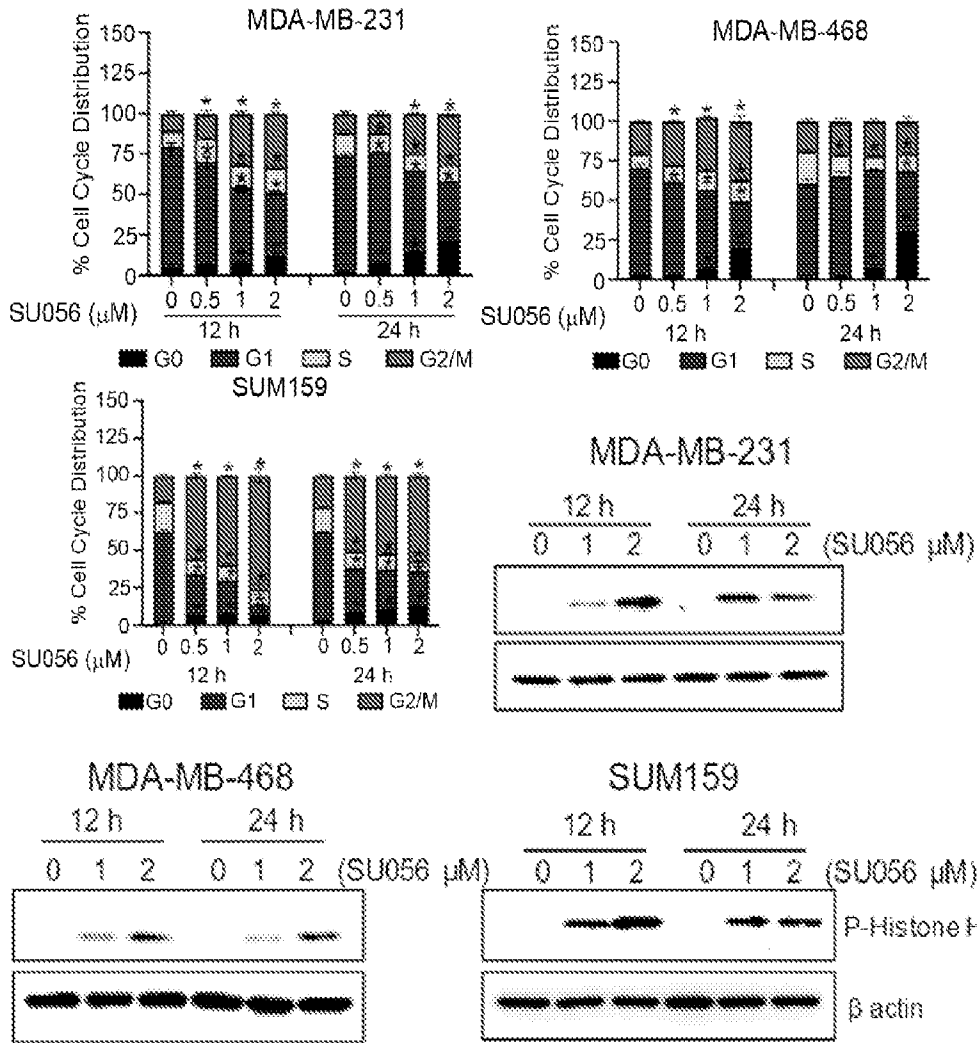 MDA-MB-231
% Cell Cycle Distribution
150
125
100
75
50
25
0
* * * * *
0 0.5 1 2 0 0.5 1 2
SU056 (μM)
12 h 24 h
G0 G1 S G2/M
MDA-MB-468
% Cell Cycle Distribution
150
125
100
75
50
25
0
0 0.5 1 2 0 0.5 1 2
SU056 (μM)
12 h 24 h
G0 G1 S G2/M
SUM159
% Cell Cycle Distribution
150
125
100
75
50
25
0
* * * * * *
0 0.5 1 2 0 0.5 1 2
SU056 (μM)
12 h 24 h
G0 G1 S G2/M
MDA-MB-231
12 h 24 h
0 1 2 0 1 2 (SU056 μM)
MDA-MB-468
12 h 24 h
0 1 2 0 1 2 (SU056 μM)
SUM159
12 h 24 h
0 1 2 0 1 2 (SU056 μM)
P-Histone H
β actin